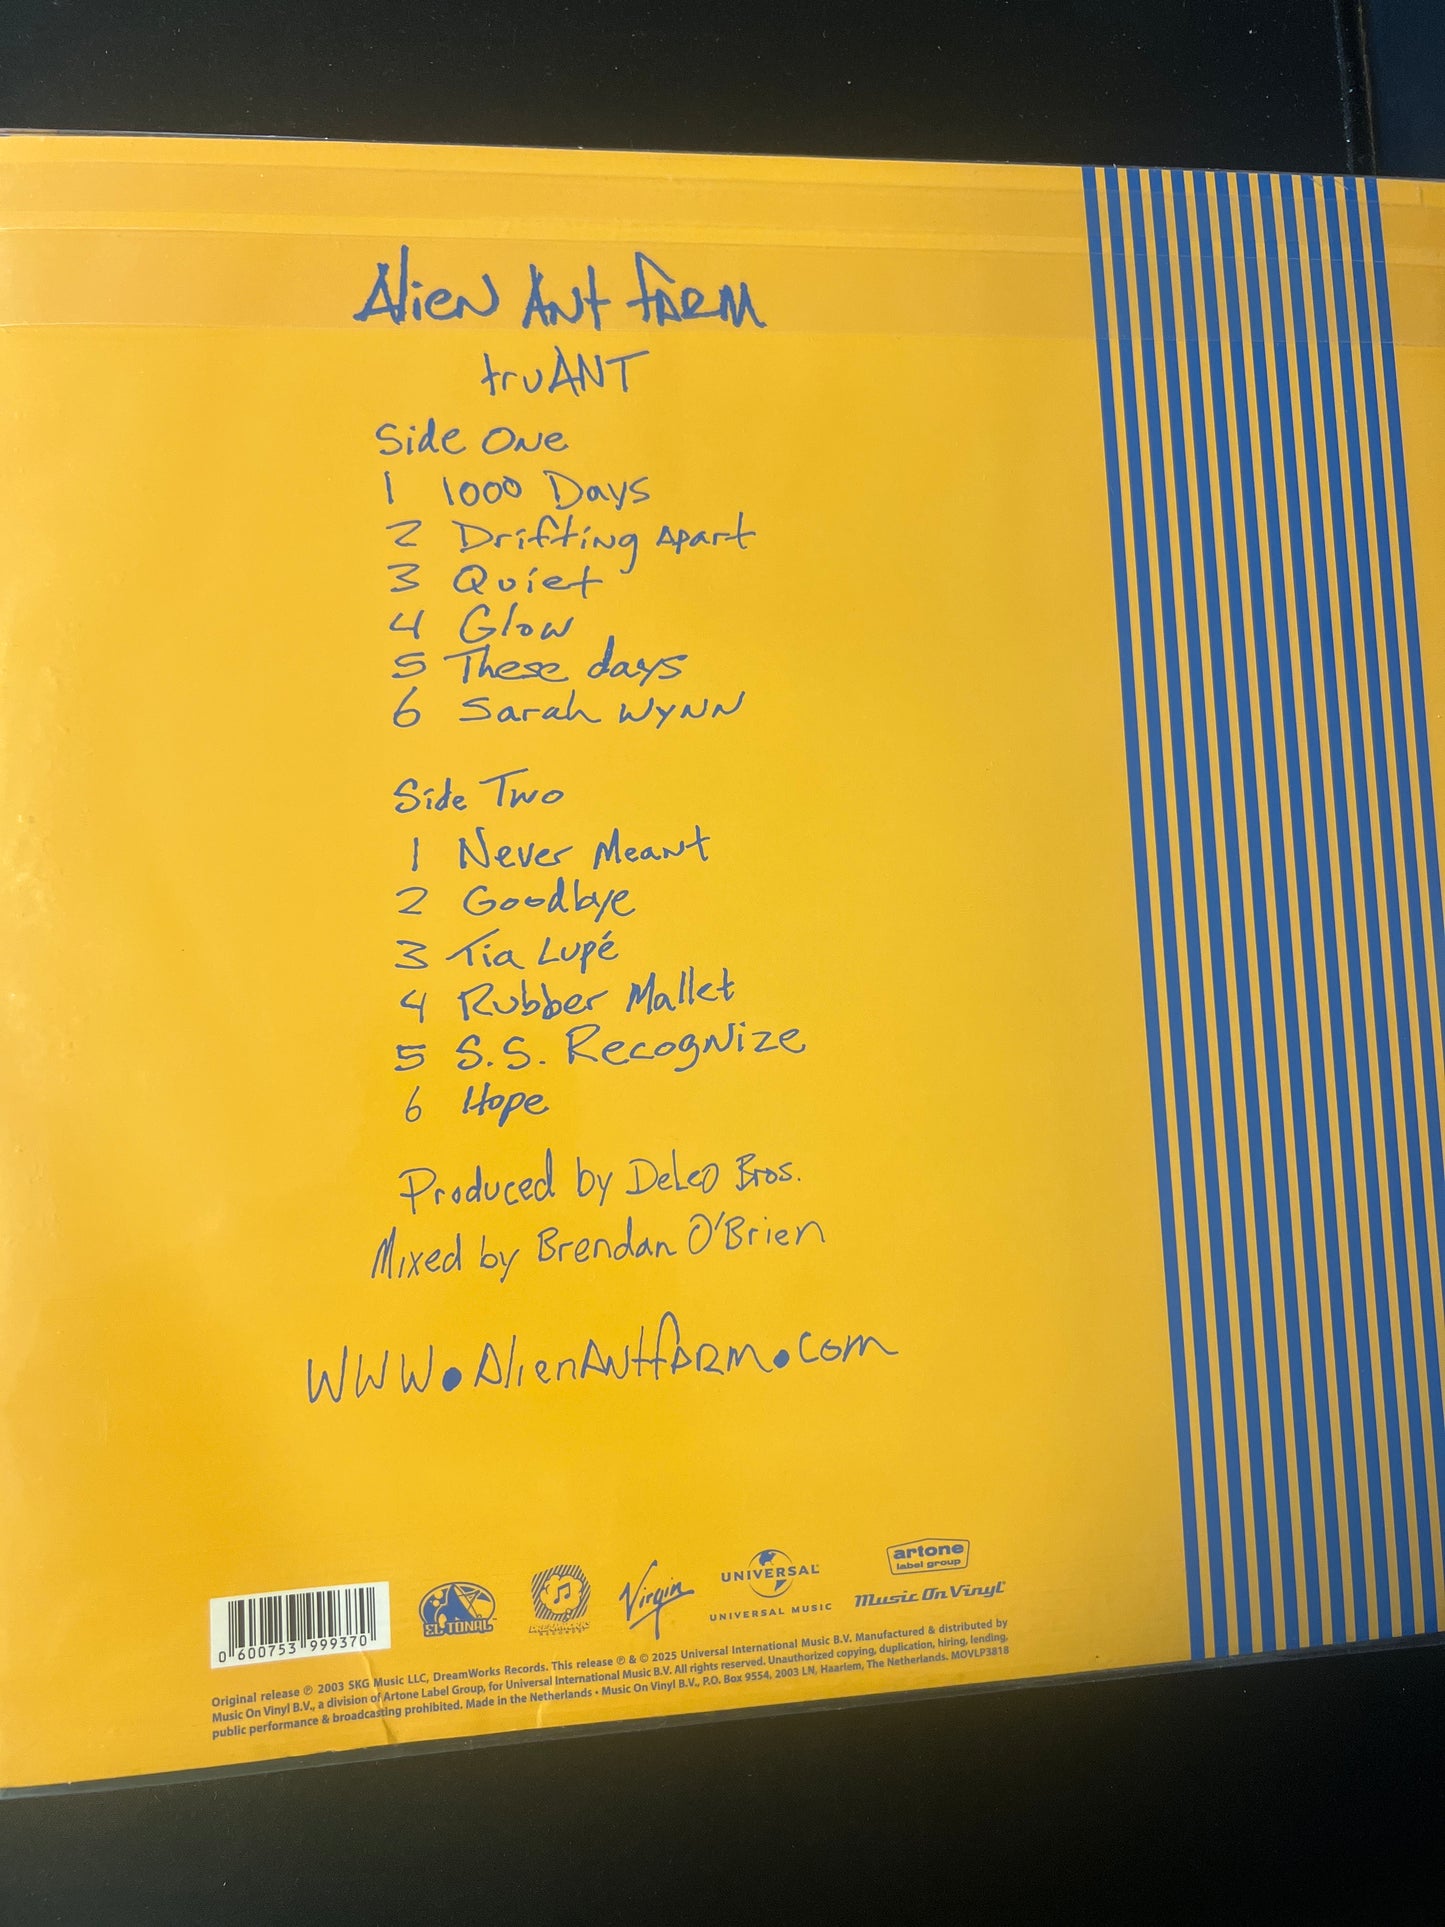 Alien Ant Farm
truANT
Side One
1 1000 Days
2 Drifting Apart
3 Quiet
4 Glow
5 These days
6 Sarah Wynn
Side Two
1 Never Meant
2 Goodbye
3 Tia Lupé
4 Rubber Mallet
5 S.S. Recognize
6 Hope
Produced by DeLeo Bros.
Mixed by Brendan O'Brien
WWW.AlienAntFarm.com
0 600753 999370
EL TONAL
Virgin
UNIVERSAL
UNIVERSAL MUSIC
artone
label group
Music On Vinyl
Original release ℗ 2003 SKG Music LLC, DreamWorks Records. This release ℗ & © 2025 Universal International Music B.V. Manufactured & distributed by
Music On Vinyl B.V., a division of Artone Label Group, for Universal International Music B.V. All rights reserved. Unauthorized copying, duplication, hiring, lending,
public performance & broadcasting prohibited. Made in the Netherlands • Music On Vinyl B.V., P.O. Box 9554, 2003 LN, Haarlem, The Netherlands. MOVLP3818